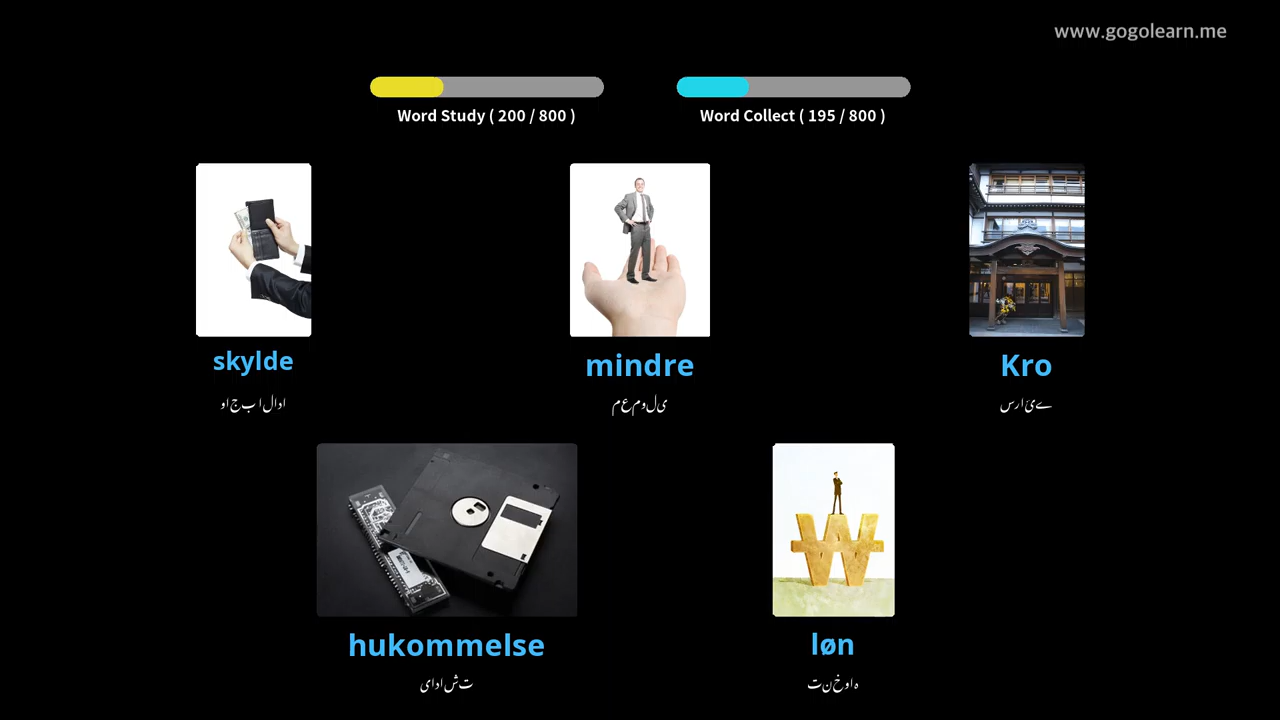 www.gogolearn.me
Word Study ( 200 / 800 )
Word Collect ( 195 / 800 )
skylde
واجب الادا
mindre
معمولی
Kro
سرائے
hukommelse
یاداشت
løn
تنخواہ